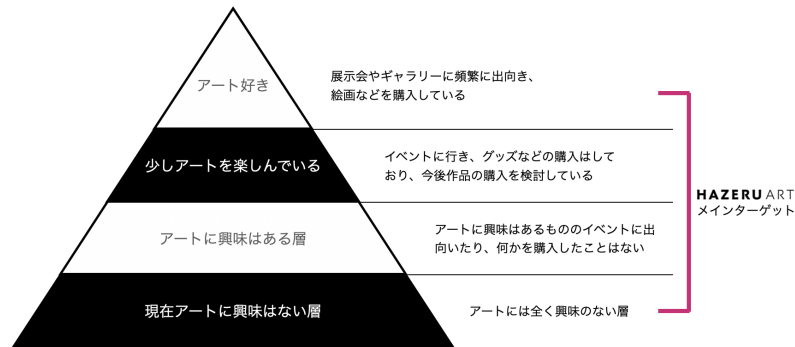 アート好き
展示会やギャラリーに頻繁に出向き、
絵画などを購入している
少しアートを楽しんでいる
イベントに行き、グッズなどの購入はして
おり、今後作品の購入を検討している
アートに興味はある層
アートに興味はあるもののイベントに出
向いたり、何かを購入したことはない
現在アートに興味はない層
アートには全く興味のない層
HAZERU ART
メインターゲット